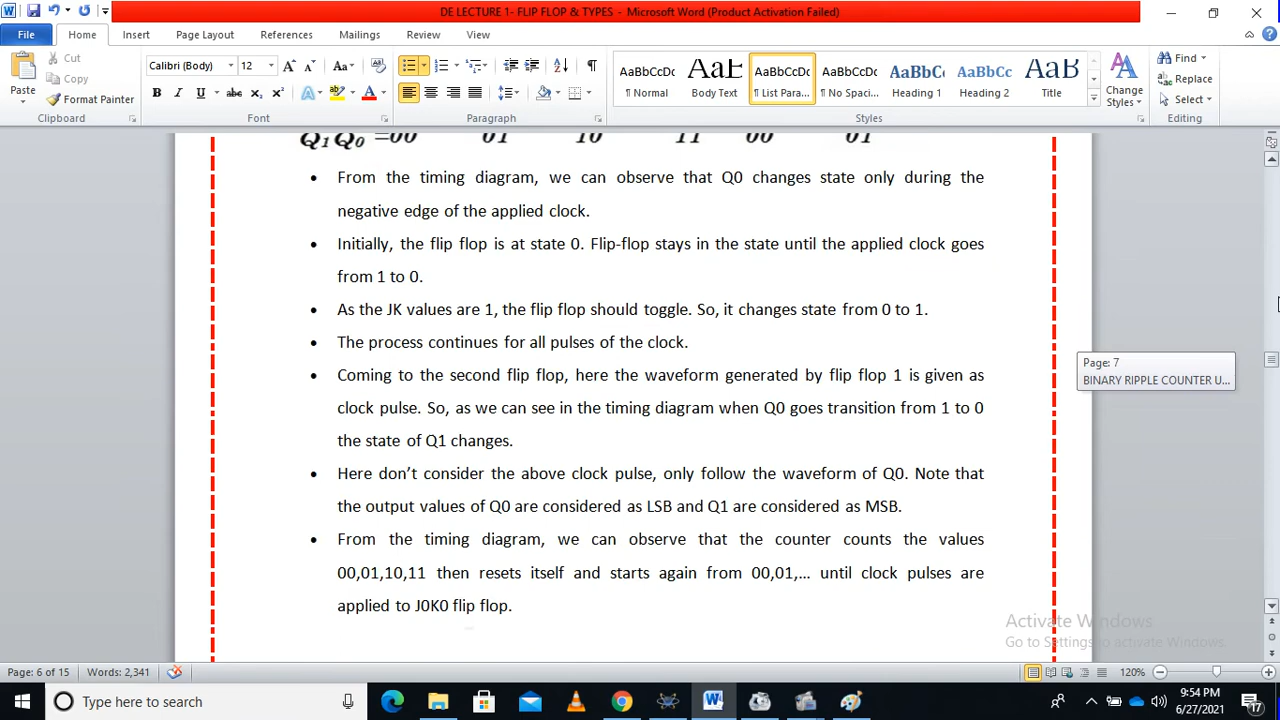 DE LECTURE 1- FLIP FLOP & TYPES - Microsoft Word (Product Activation Failed)
File Home Insert Page Layout References Mailings Review View
Paste Cut Copy Format Painter
Clipboard
Calibri (Body) 12
Font
Paragraph
AaBbCcDc ¶ Normal
AaBb Body Text
AaBbCcDc ¶ List Para...
AaBbCcDc ¶ No Spaci...
AaBbC Heading 1
AaBbCc Heading 2
AaBb Title
Change Styles
Styles
Find
Replace
Select
Editing
Q1 Q0 =00 01 10 11 00 01
• From the timing diagram, we can observe that Q0 changes state only during the
negative edge of the applied clock.
• Initially, the flip flop is at state 0. Flip-flop stays in the state until the applied clock goes
from 1 to 0.
• As the JK values are 1, the flip flop should toggle. So, it changes state from 0 to 1.
• The process continues for all pulses of the clock.
• Coming to the second flip flop, here the waveform generated by flip flop 1 is given as
clock pulse. So, as we can see in the timing diagram when Q0 goes transition from 1 to 0
the state of Q1 changes.
• Here don’t consider the above clock pulse, only follow the waveform of Q0. Note that
the output values of Q0 are considered as LSB and Q1 are considered as MSB.
• From the timing diagram, we can observe that the counter counts the values
00,01,10,11 then resets itself and starts again from 00,01,... until clock pulses are
applied to J0K0 flip flop.
Page: 7
BINARY RIPPLE COUNTER U...
Activate Windows
Go to Settings to activate Windows.
Page: 6 of 15 Words: 2,341 120%
Type here to search
9:54 PM
6/27/2021
17